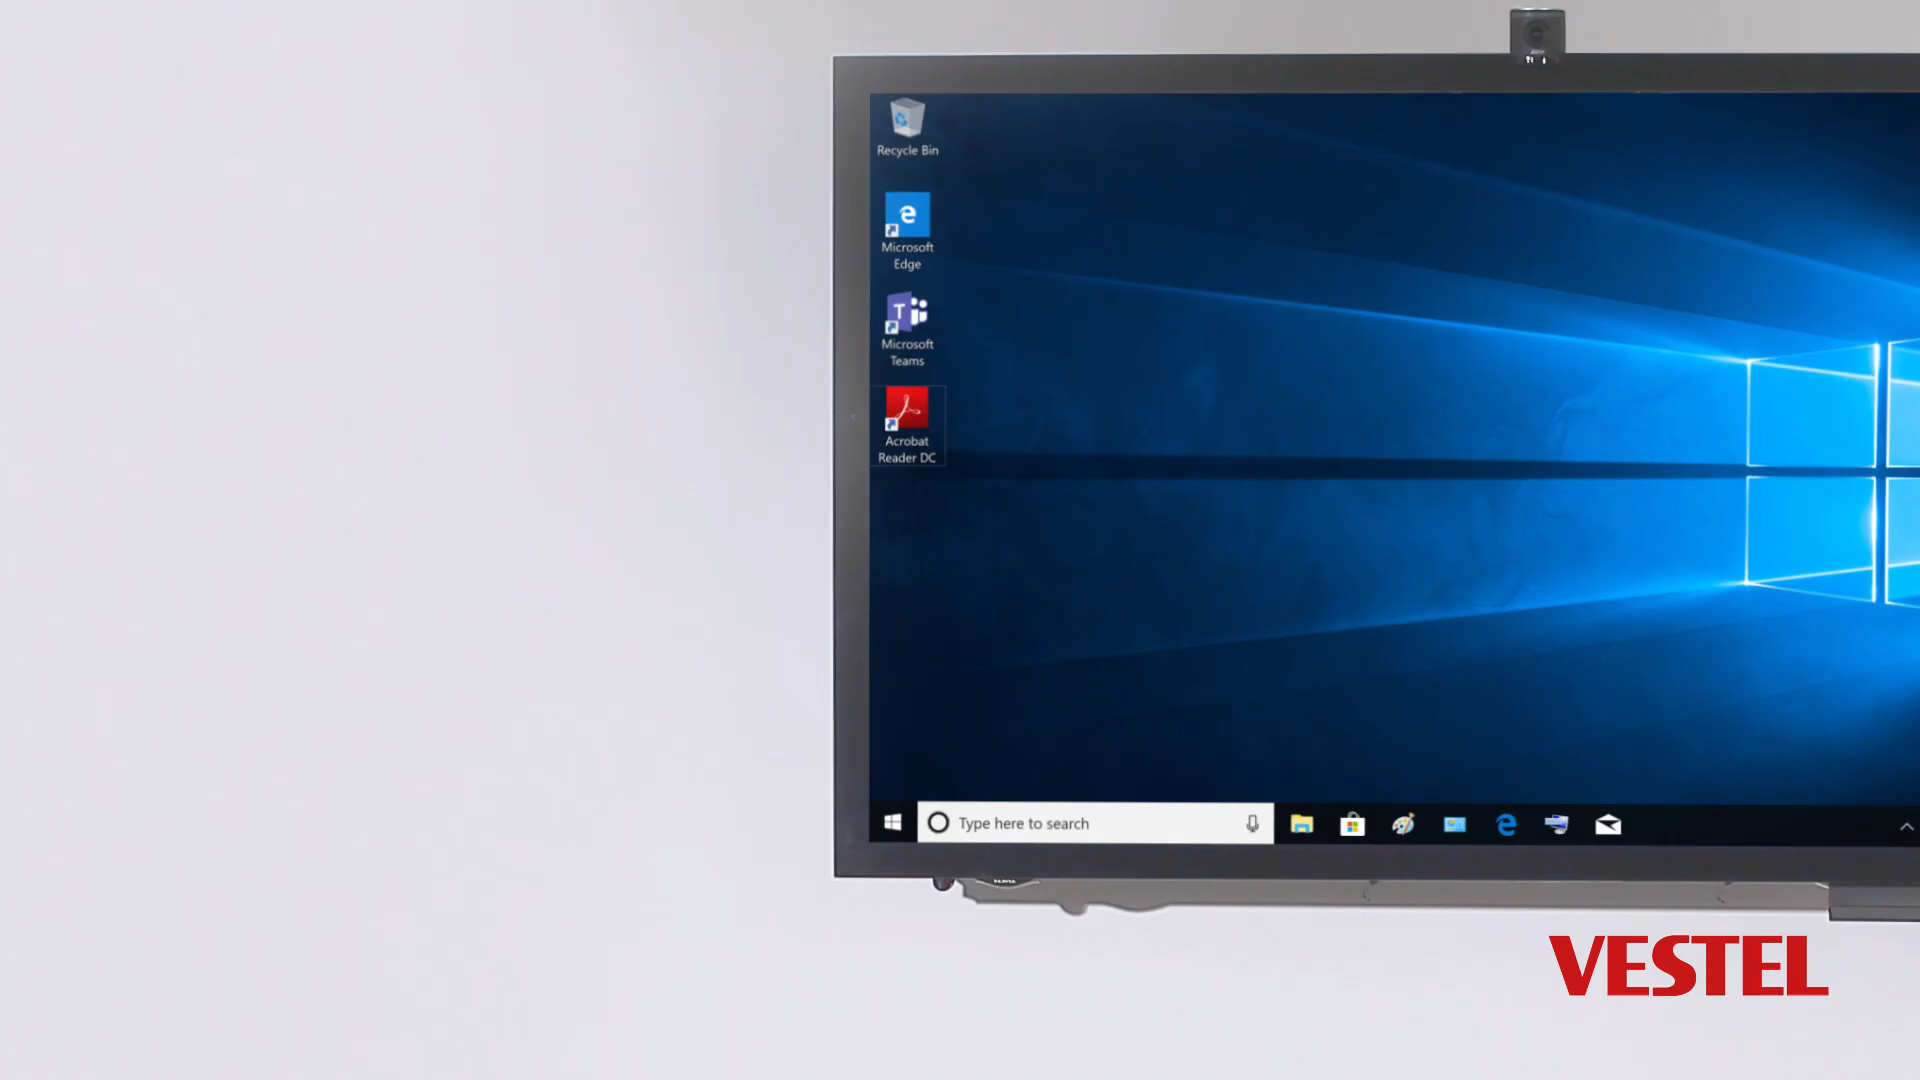 Recycle Bin
Microsoft
Edge
Microsoft
Teams
Acrobat
Reader DC
Type here to search
VESTEL